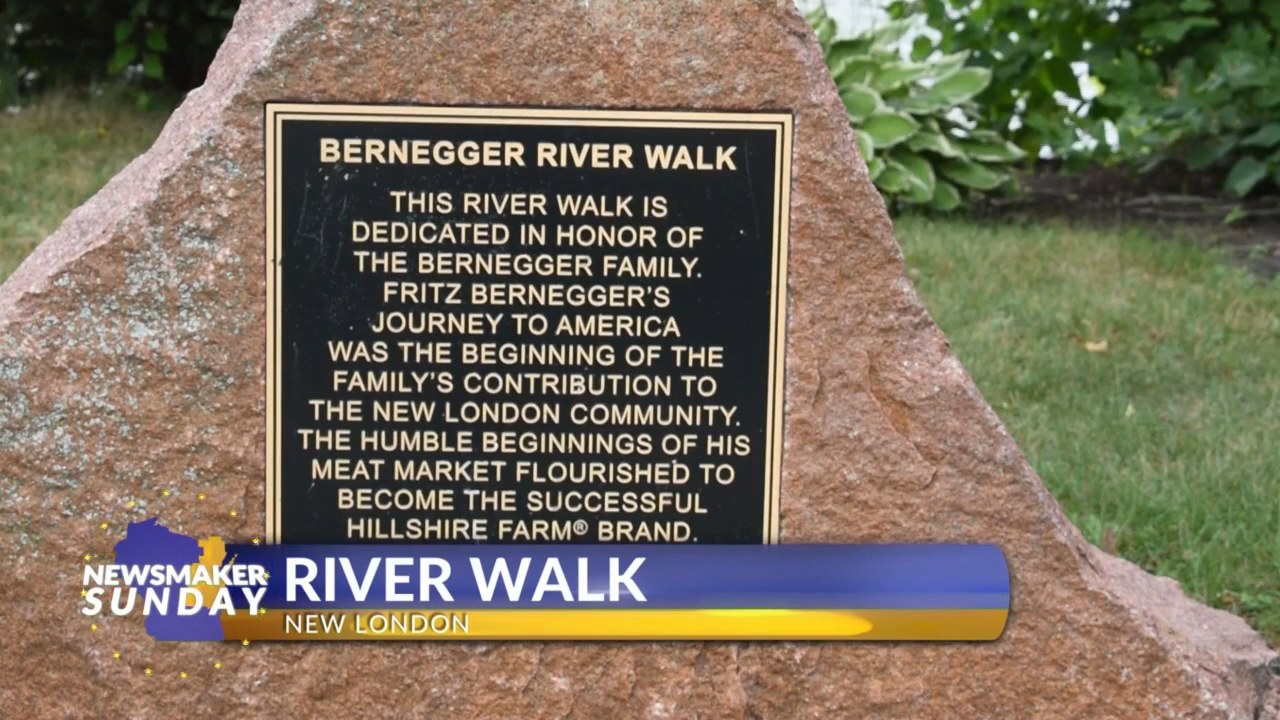 BERNEGGER RIVER WALK
THIS RIVER WALK IS
DEDICATED IN HONOR OF
THE BERNEGGER FAMILY.
FRITZ BERNEGGER'S
JOURNEY TO AMERICA
WAS THE BEGINNING OF THE
FAMILY'S CONTRIBUTION TO
THE NEW LONDON COMMUNITY.
THE HUMBLE BEGINNINGS OF HIS
MEAT MARKET FLOURISHED TO
BECOME THE SUCCESSFUL
HILLSHIRE FARM® BRAND.
NEWSMAKER
SUNDAY
RIVER WALK
NEW LONDON